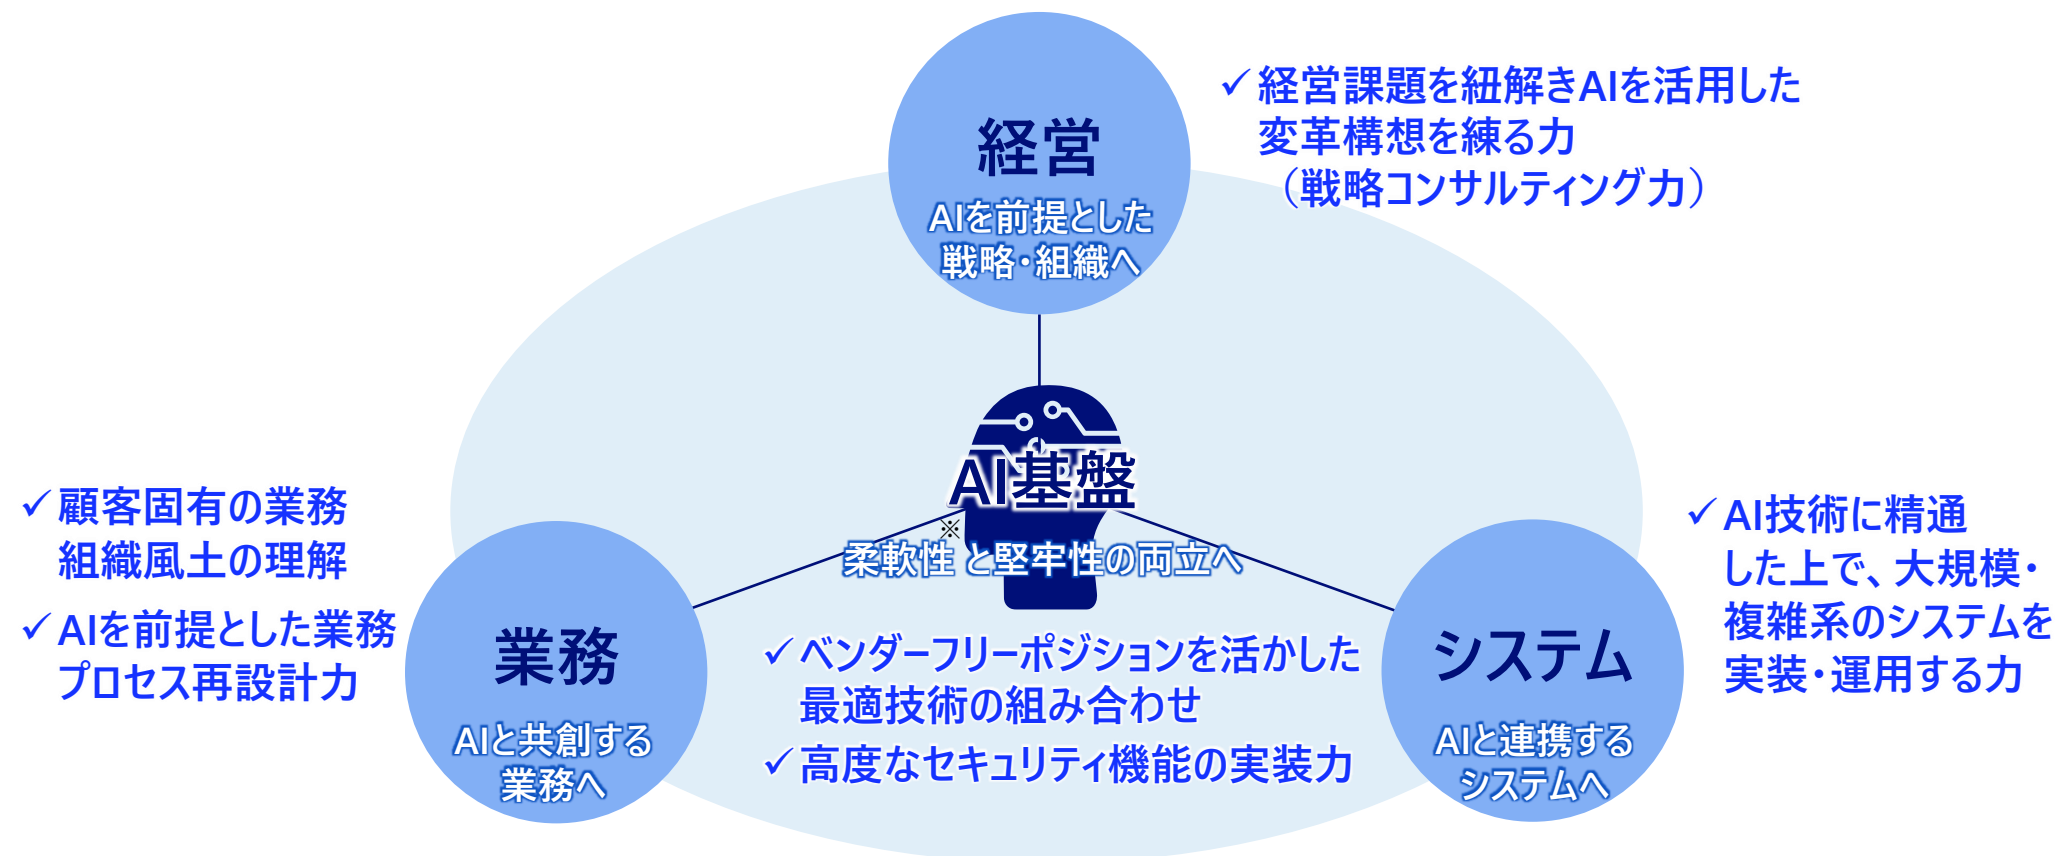 経営
AIを前提とした
戦略・組織へ
✓経営課題を紐解きAIを活用した
変革構想を練る力
（戦略コンサルティング力）
AI基盤
※
柔軟性 と堅牢性の両立へ
✓顧客固有の業務
組織風土の理解
✓AIを前提とした業務
プロセス再設計力
業務
AIと共創する
業務へ
✓ベンダーフリーポジションを活かした
最適技術の組み合わせ
✓高度なセキュリティ機能の実装力
システム
AIと連携する
システムへ
✓AI技術に精通
した上で、大規模・
複雑系のシステムを
実装・運用する力